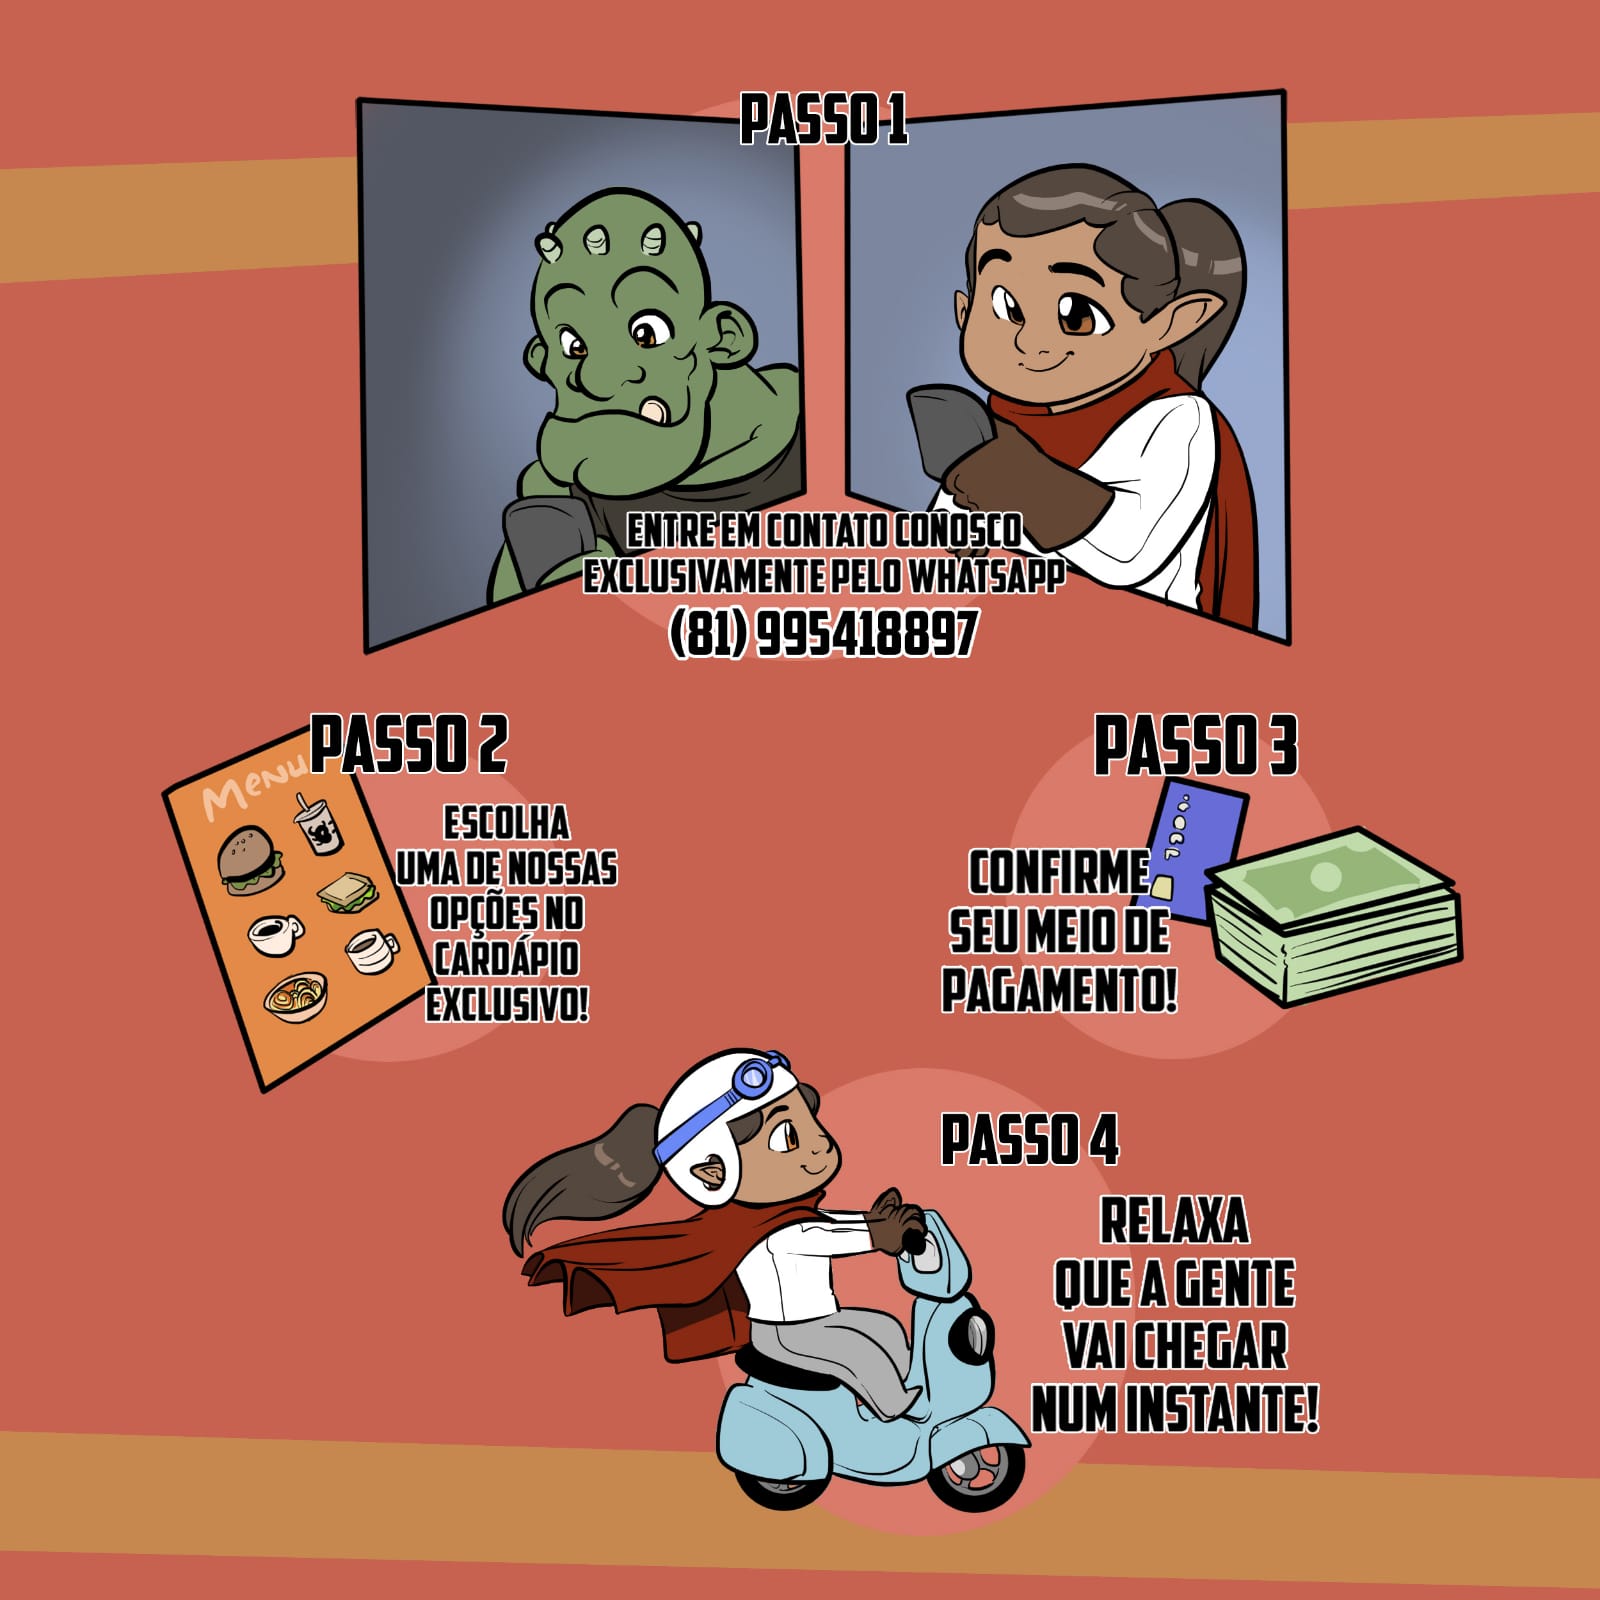 PASSO 1
ENTRE EM CONTATO CONOSCO
EXCLUSIVAMENTE PELO WHATSAPP
(81) 995418897
PASSO 2
Menu
ESCOLHA
UMA DE NOSSAS
OPÇÕES NO
CARDÁPIO
EXCLUSIVO!
PASSO 3
CONFIRME
SEU MEIO DE
PAGAMENTO!
PASSO 4
RELAXA
QUE A GENTE
VAI CHEGAR
NUM INSTANTE!